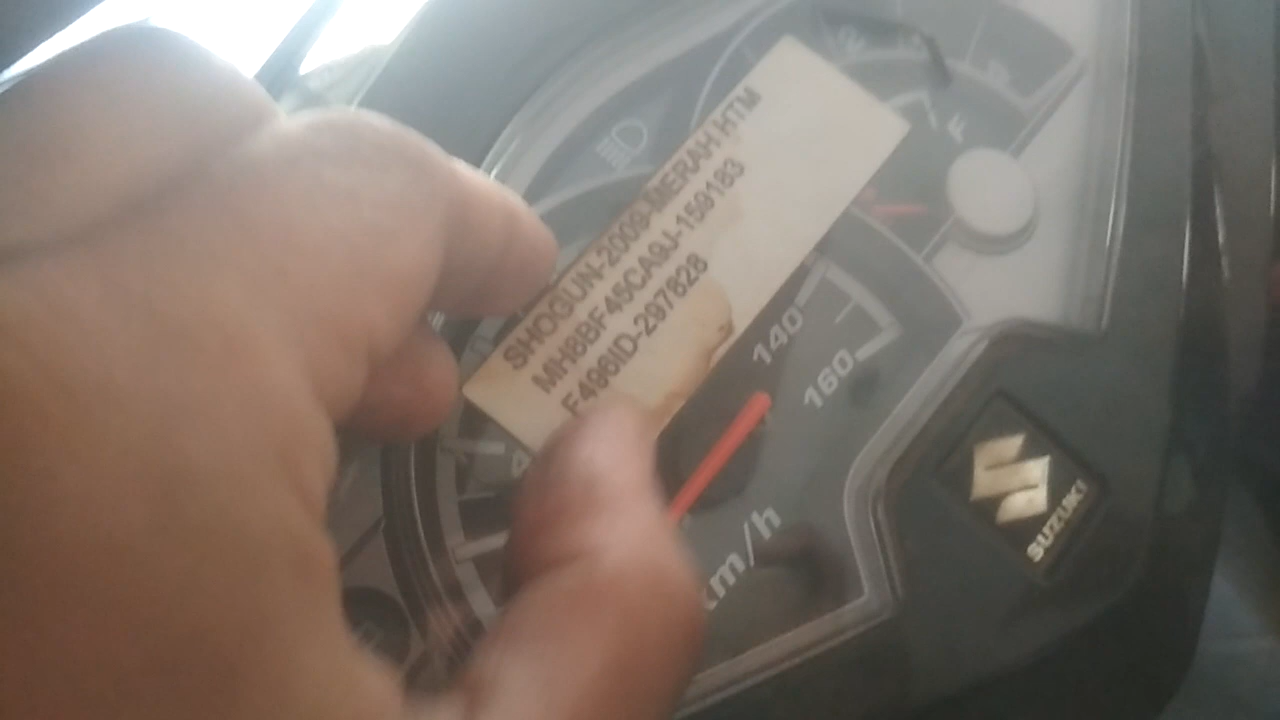 SHOGUN-2009-MERAH HTM
MH8BF45CA9J-159183
F496ID-297828
140
160
km/h
F
SUZUKI